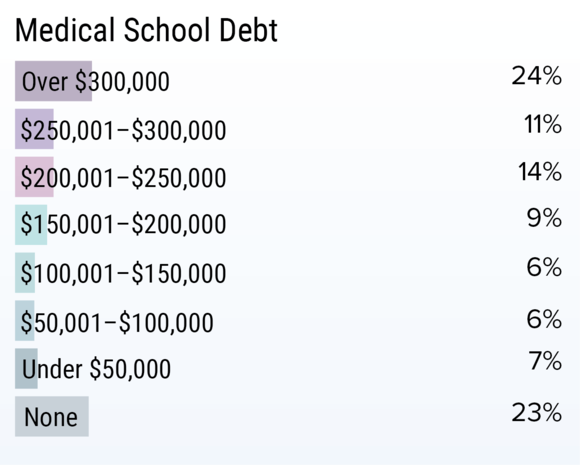 Medical School Debt
Over $300,000 24%
$250,001–$300,000 11%
$200,001–$250,000 14%
$150,001–$200,000 9%
$100,001–$150,000 6%
$50,001–$100,000 6%
Under $50,000 7%
None 23%